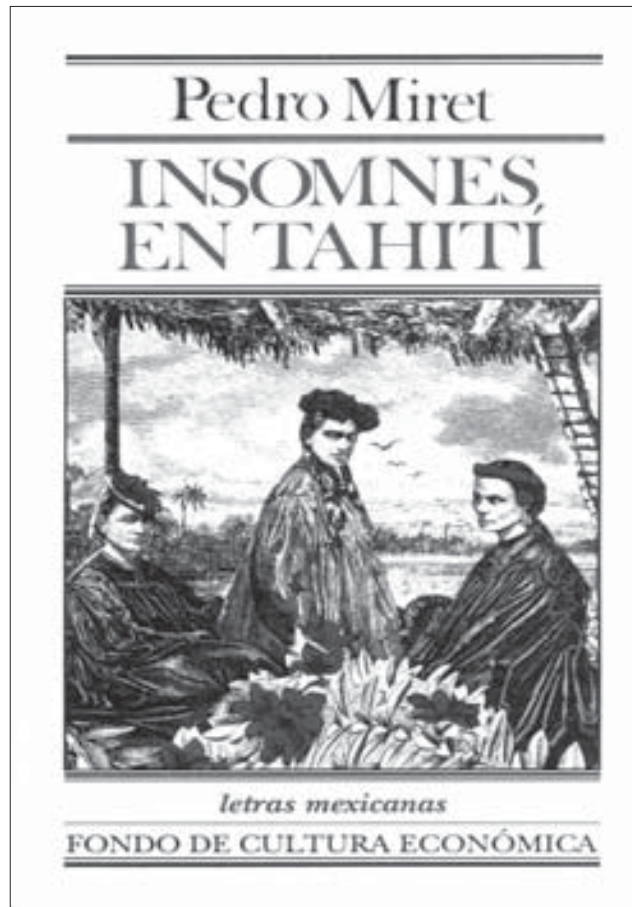 Pedro Miret
INSOMNES
EN TAHITÍ
letras mexicanas
FONDO DE CULTURA ECONÓMICA